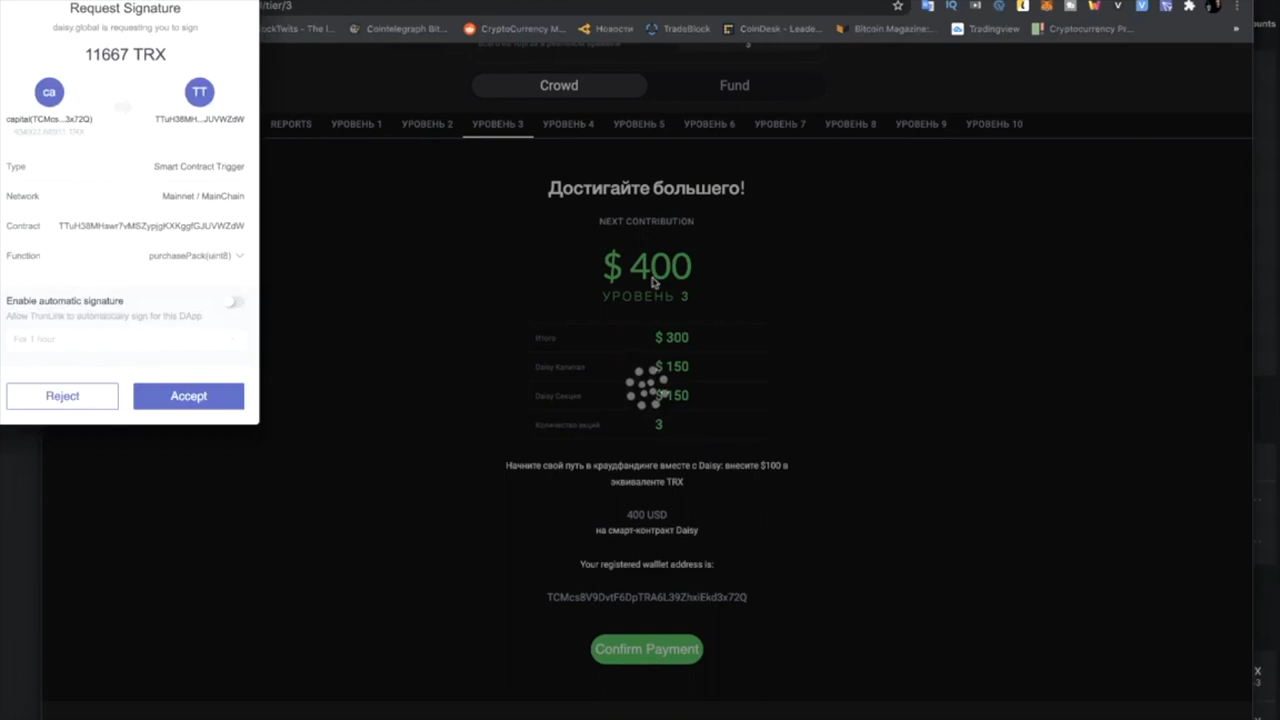 Request Signature
daisy.global is requesting you to sign
11667 TRX
ca
TT
capital(TCMcs...3x72Q)
TTuH38MH...JUVWZdW
Type
Smart Contract Trigger
Network
Mainnet / MainChain
Contract
TTuH38MHawr7vMSZypjgKXKggfGJUVWZdW
Function
purchasePack(uint8)
Enable automatic signature
Allow TronLink to automatically sign for this DApp
For 1 hour
Reject
Accept
l/tier/3
ockTwits - The l...
Cointelegraph Bit...
CryptoCurrency M...
Новости
TradeBlock
CoinDesk - Leade...
Bitcoin Magazine:...
Tradingview
Cryptocurrency Pr...
»
ounts
Crowd
Fund
REPORTS
УРОВЕНЬ 1
УРОВЕНЬ 2
УРОВЕНЬ 3
УРОВЕНЬ 4
УРОВЕНЬ 5
УРОВЕНЬ 6
УРОВЕНЬ 7
УРОВЕНЬ 8
УРОВЕНЬ 9
УРОВЕНЬ 10
Достигайте большего!
NEXT CONTRIBUTION
$ 400
УРОВЕНЬ 3
Итого
$ 300
Daisy Капитал
$ 150
Daisy Секция
$ 150
Количество акций
3
Начните свой путь в краудфандинге вместе с Daisy: внесите $100 в
эквиваленте TRX
400 USD
на смарт-контракт Daisy
Your registered walllet address is:
TCMcs8V9DvtF6DpTRA6L39ZhxiEkd3x72Q
Confirm Payment
X
-3